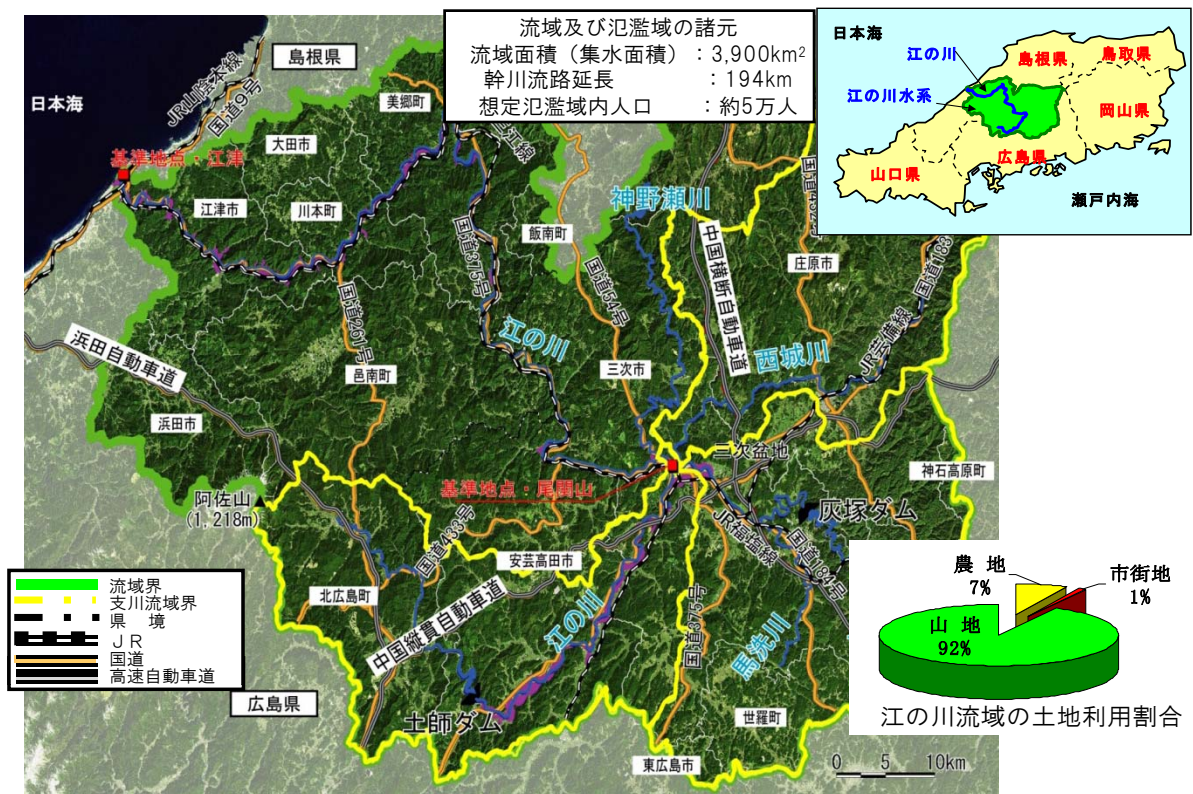 流域及び氾濫域の諸元
流域面積（集水面積）：3,900km²
幹川流路延長　　　　：194km
想定氾濫域内人口　　：約5万人
日本海
江の川
江の川水系
島根県
鳥取県
岡山県
広島県
山口県
瀬戸内海
島根県
日本海
JR山陰本線
国道9号
美郷町
大田市
三江線
基準地点・江津
江津市
川本町
神野瀬川
飯南町
国道375号
国道54号
中国横断自動車道
庄原市
国道183
国道261号
江の川
浜田自動車道
邑南町
三次市
西城川
JR芸備線
浜田市
三次盆地
神石高原町
基準地点・尾関山
阿佐山
(1,218m)
灰塚ダム
JR福塩線
国道184号
国道433号
安芸高田市
北広島町
中国縦貫自動車道
江の川
国道375号
馬洗川
土師ダム
世羅町
東広島市
広島県
0 5 10km
流域界
支川流域界
県　境
ＪＲ
国道
高速自動車道
農 地
7%
市街地
1%
山 地
92%
江の川流域の土地利用割合